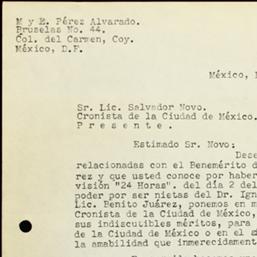 M y E. Pérez Alvarado.
Bruselas No. 44.
Col. del Carmen, Coy.
México, D.F.
México,
Sr. Lic. Salvador Novo.
Cronista de la Ciudad de México.
P r e s e n t e .
Estimado Sr. Novo:
relacionadas con el Benemérito d
rez y que usted conoce por haber
visión "24 Horas". del día 2 del
poder por ser nietas del Dr. Ign
Lic. Benito Juárez, ponemos en m
Cronista de la Ciudad de México,
sus indiscutibles méritos, para
de la Ciudad de México o en el
la amabilidad que inmerecidament